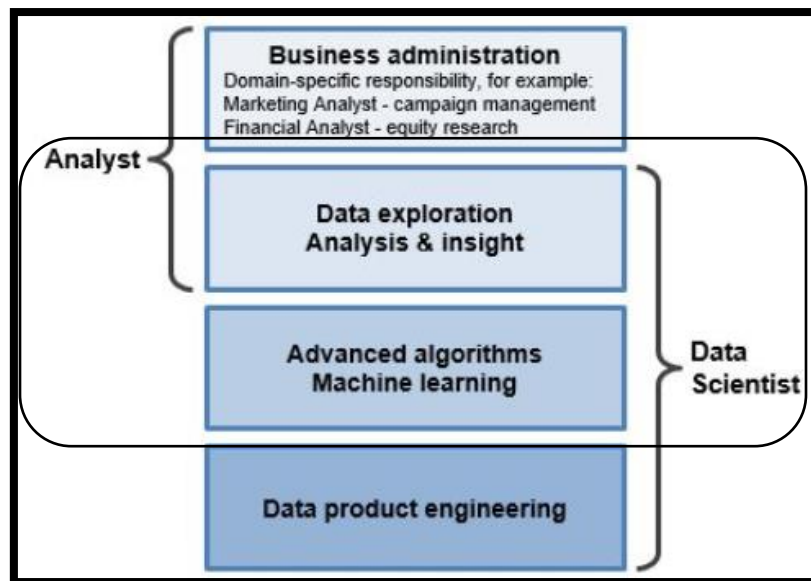 Business administration
Domain-specific responsibility, for example:
Marketing Analyst - campaign management
Financial Analyst - equity research
Analyst
Data exploration
Analysis & insight
Advanced algorithms
Machine learning
Data
Scientist
Data product engineering